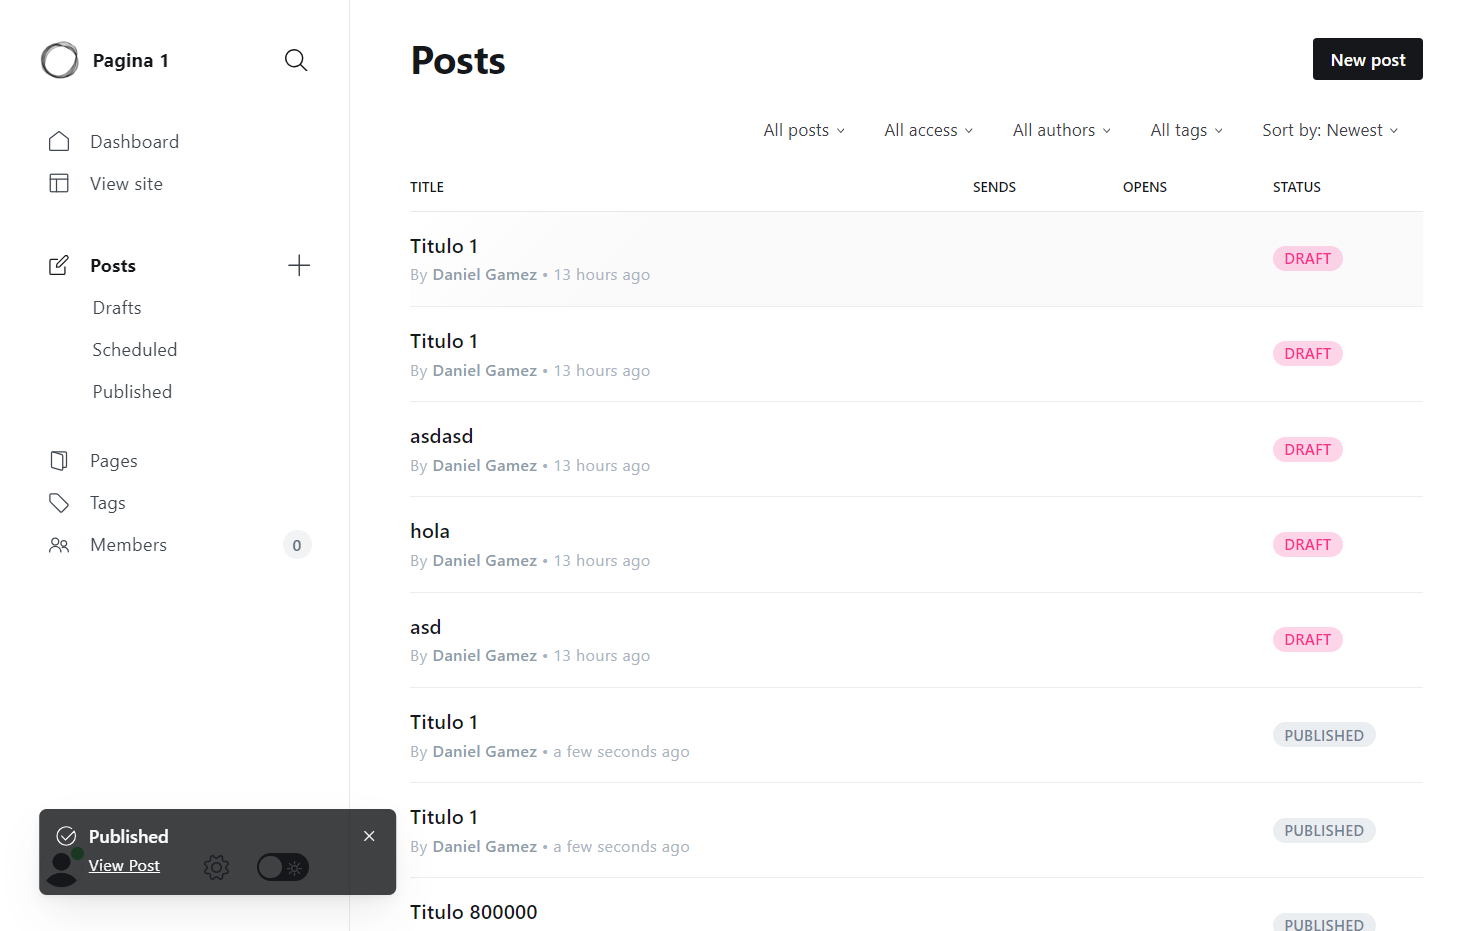 Pagina 1
Dashboard
View site
Posts
Drafts
Scheduled
Published
Pages
Tags
Members 0
Published
View Post
Posts
New post
All posts All access All authors All tags Sort by: Newest
TITLE SENDS OPENS STATUS
Titulo 1
By Daniel Gamez • 13 hours ago
DRAFT
Titulo 1
By Daniel Gamez • 13 hours ago
DRAFT
asdasd
By Daniel Gamez • 13 hours ago
DRAFT
hola
By Daniel Gamez • 13 hours ago
DRAFT
asd
By Daniel Gamez • 13 hours ago
DRAFT
Titulo 1
By Daniel Gamez • a few seconds ago
PUBLISHED
Titulo 1
By Daniel Gamez • a few seconds ago
PUBLISHED
Titulo 800000
PUBLISHED